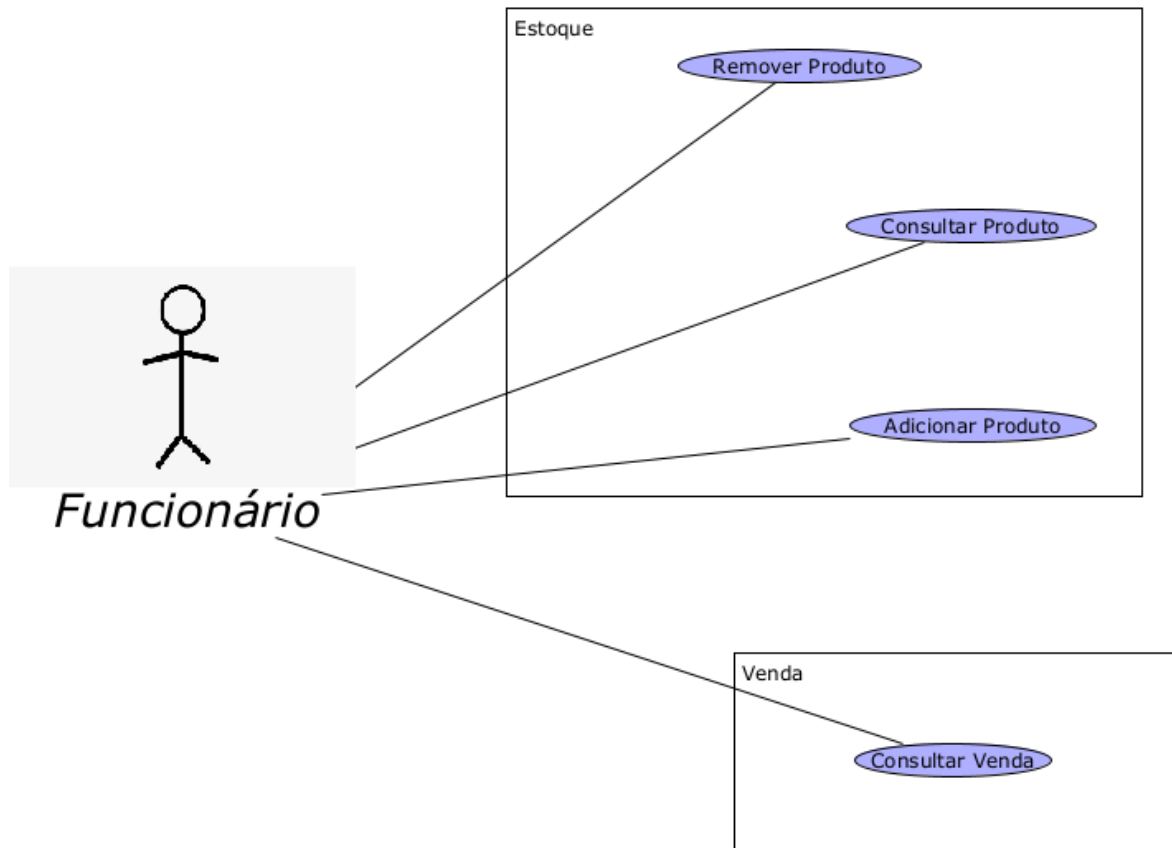 Estoque
Remover Produto
Consultar Produto
Adicionar Produto
Funcionário
Venda
Consultar Venda